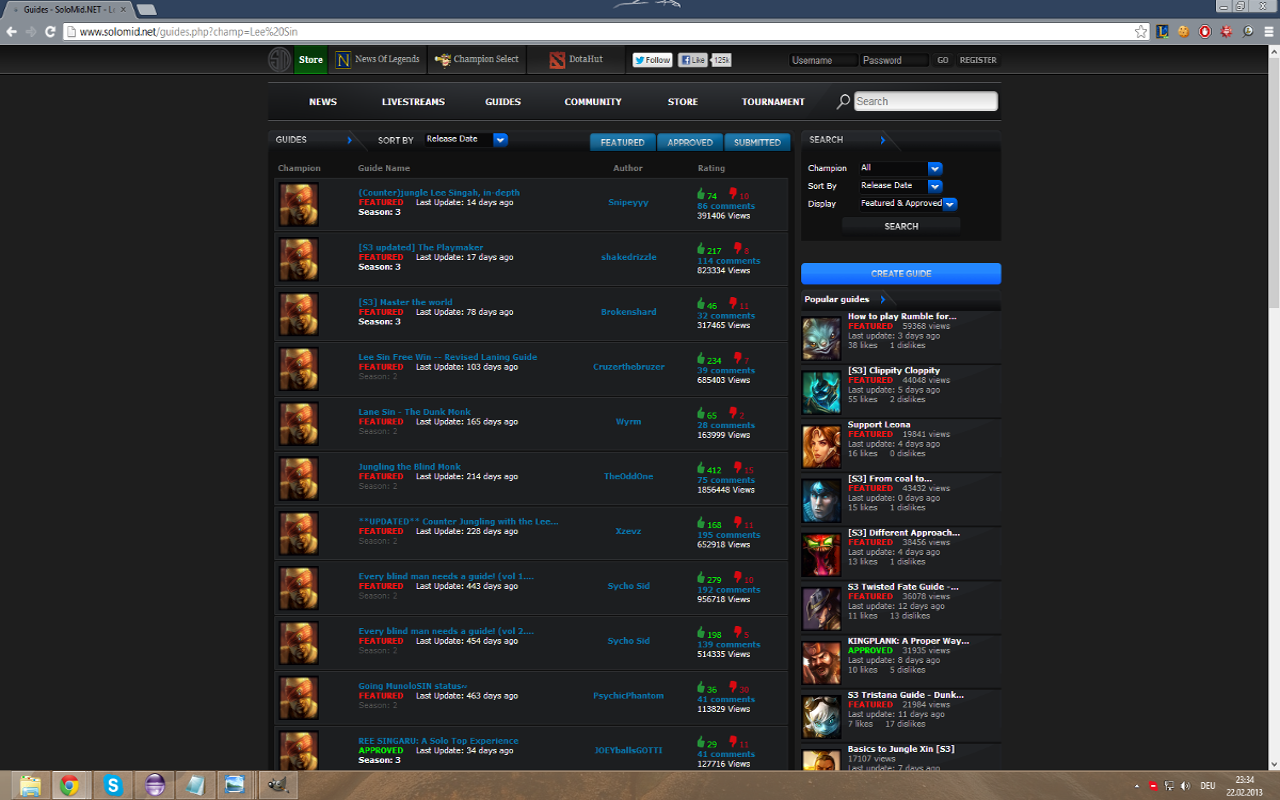 Guides - SoloMid.NET - Le
www.solomid.net/guides.php?champ=Lee%20Sin
Store
News Of Legends
Champion Select
DotaHut
Follow
Like
125k
Username
Password
GO
REGISTER
NEWS
LIVESTREAMS
GUIDES
COMMUNITY
STORE
TOURNAMENT
Search
GUIDES
SORT BY
Release Date
FEATURED
APPROVED
SUBMITTED
Champion
Guide Name
Author
Rating
(Counter)jungle Lee Singah, in-depth
FEATURED Last Update: 14 days ago
Season: 3
Snipeyyy
74 10
86 comments
391406 Views
[S3 updated] The Playmaker
FEATURED Last Update: 17 days ago
Season: 3
shakedrizzle
217 8
114 comments
823334 Views
[S3] Master the world
FEATURED Last Update: 78 days ago
Season: 3
Brokenshard
46 11
32 comments
317465 Views
Lee Sin Free Win -- Revised Laning Guide
FEATURED Last Update: 103 days ago
Season: 2
Cruzerthebruzer
234 7
39 comments
685403 Views
Lane Sin - The Dunk Monk
FEATURED Last Update: 165 days ago
Season: 2
Wyrm
65 2
28 comments
163999 Views
Jungling the Blind Monk
FEATURED Last Update: 214 days ago
Season: 2
TheOddOne
412 15
75 comments
1856448 Views
**UPDATED** Counter Jungling with the Lee...
FEATURED Last Update: 228 days ago
Season: 2
Xzevz
168 11
195 comments
652918 Views
Every blind man needs a guide! (vol 1....
FEATURED Last Update: 443 days ago
Season: 2
Sycho Sid
279 10
192 comments
956718 Views
Every blind man needs a guide! (vol 2....
FEATURED Last Update: 454 days ago
Season: 2
Sycho Sid
198 5
139 comments
514335 Views
Going MunoloSIN status~
FEATURED Last Update: 463 days ago
Season: 2
PsychicPhantom
36 30
41 comments
113829 Views
REE SINGARU: A Solo Top Experience
APPROVED Last Update: 34 days ago
Season: 3
JOEYballsGOTTI
29 11
41 comments
127716 Views
SEARCH
Champion All
Sort By Release Date
Display Featured & Approved
SEARCH
CREATE GUIDE
Popular guides
How to play Rumble for...
FEATURED 59368 views
Last update: 3 days ago
38 likes 1 dislikes
[S3] Clippity Cloppity
FEATURED 44048 views
Last update: 5 days ago
55 likes 2 dislikes
Support Leona
FEATURED 19841 views
Last update: 4 days ago
16 likes 0 dislikes
[S3] From coal to...
FEATURED 43432 views
Last update: 0 days ago
15 likes 1 dislikes
[S3] Different Approach...
FEATURED 38456 views
Last update: 4 days ago
13 likes 1 dislikes
S3 Twisted Fate Guide -...
FEATURED 36078 views
Last update: 12 days ago
11 likes 13 dislikes
KINGPLANK: A Proper Way...
APPROVED 31935 views
Last update: 8 days ago
10 likes 5 dislikes
S3 Tristana Guide - Dunk...
FEATURED 21984 views
Last update: 11 days ago
7 likes 17 dislikes
Basics to Jungle Xin [S3]
17107 views
Last update: 7 days ago
DEU
23:34
22.02.2013